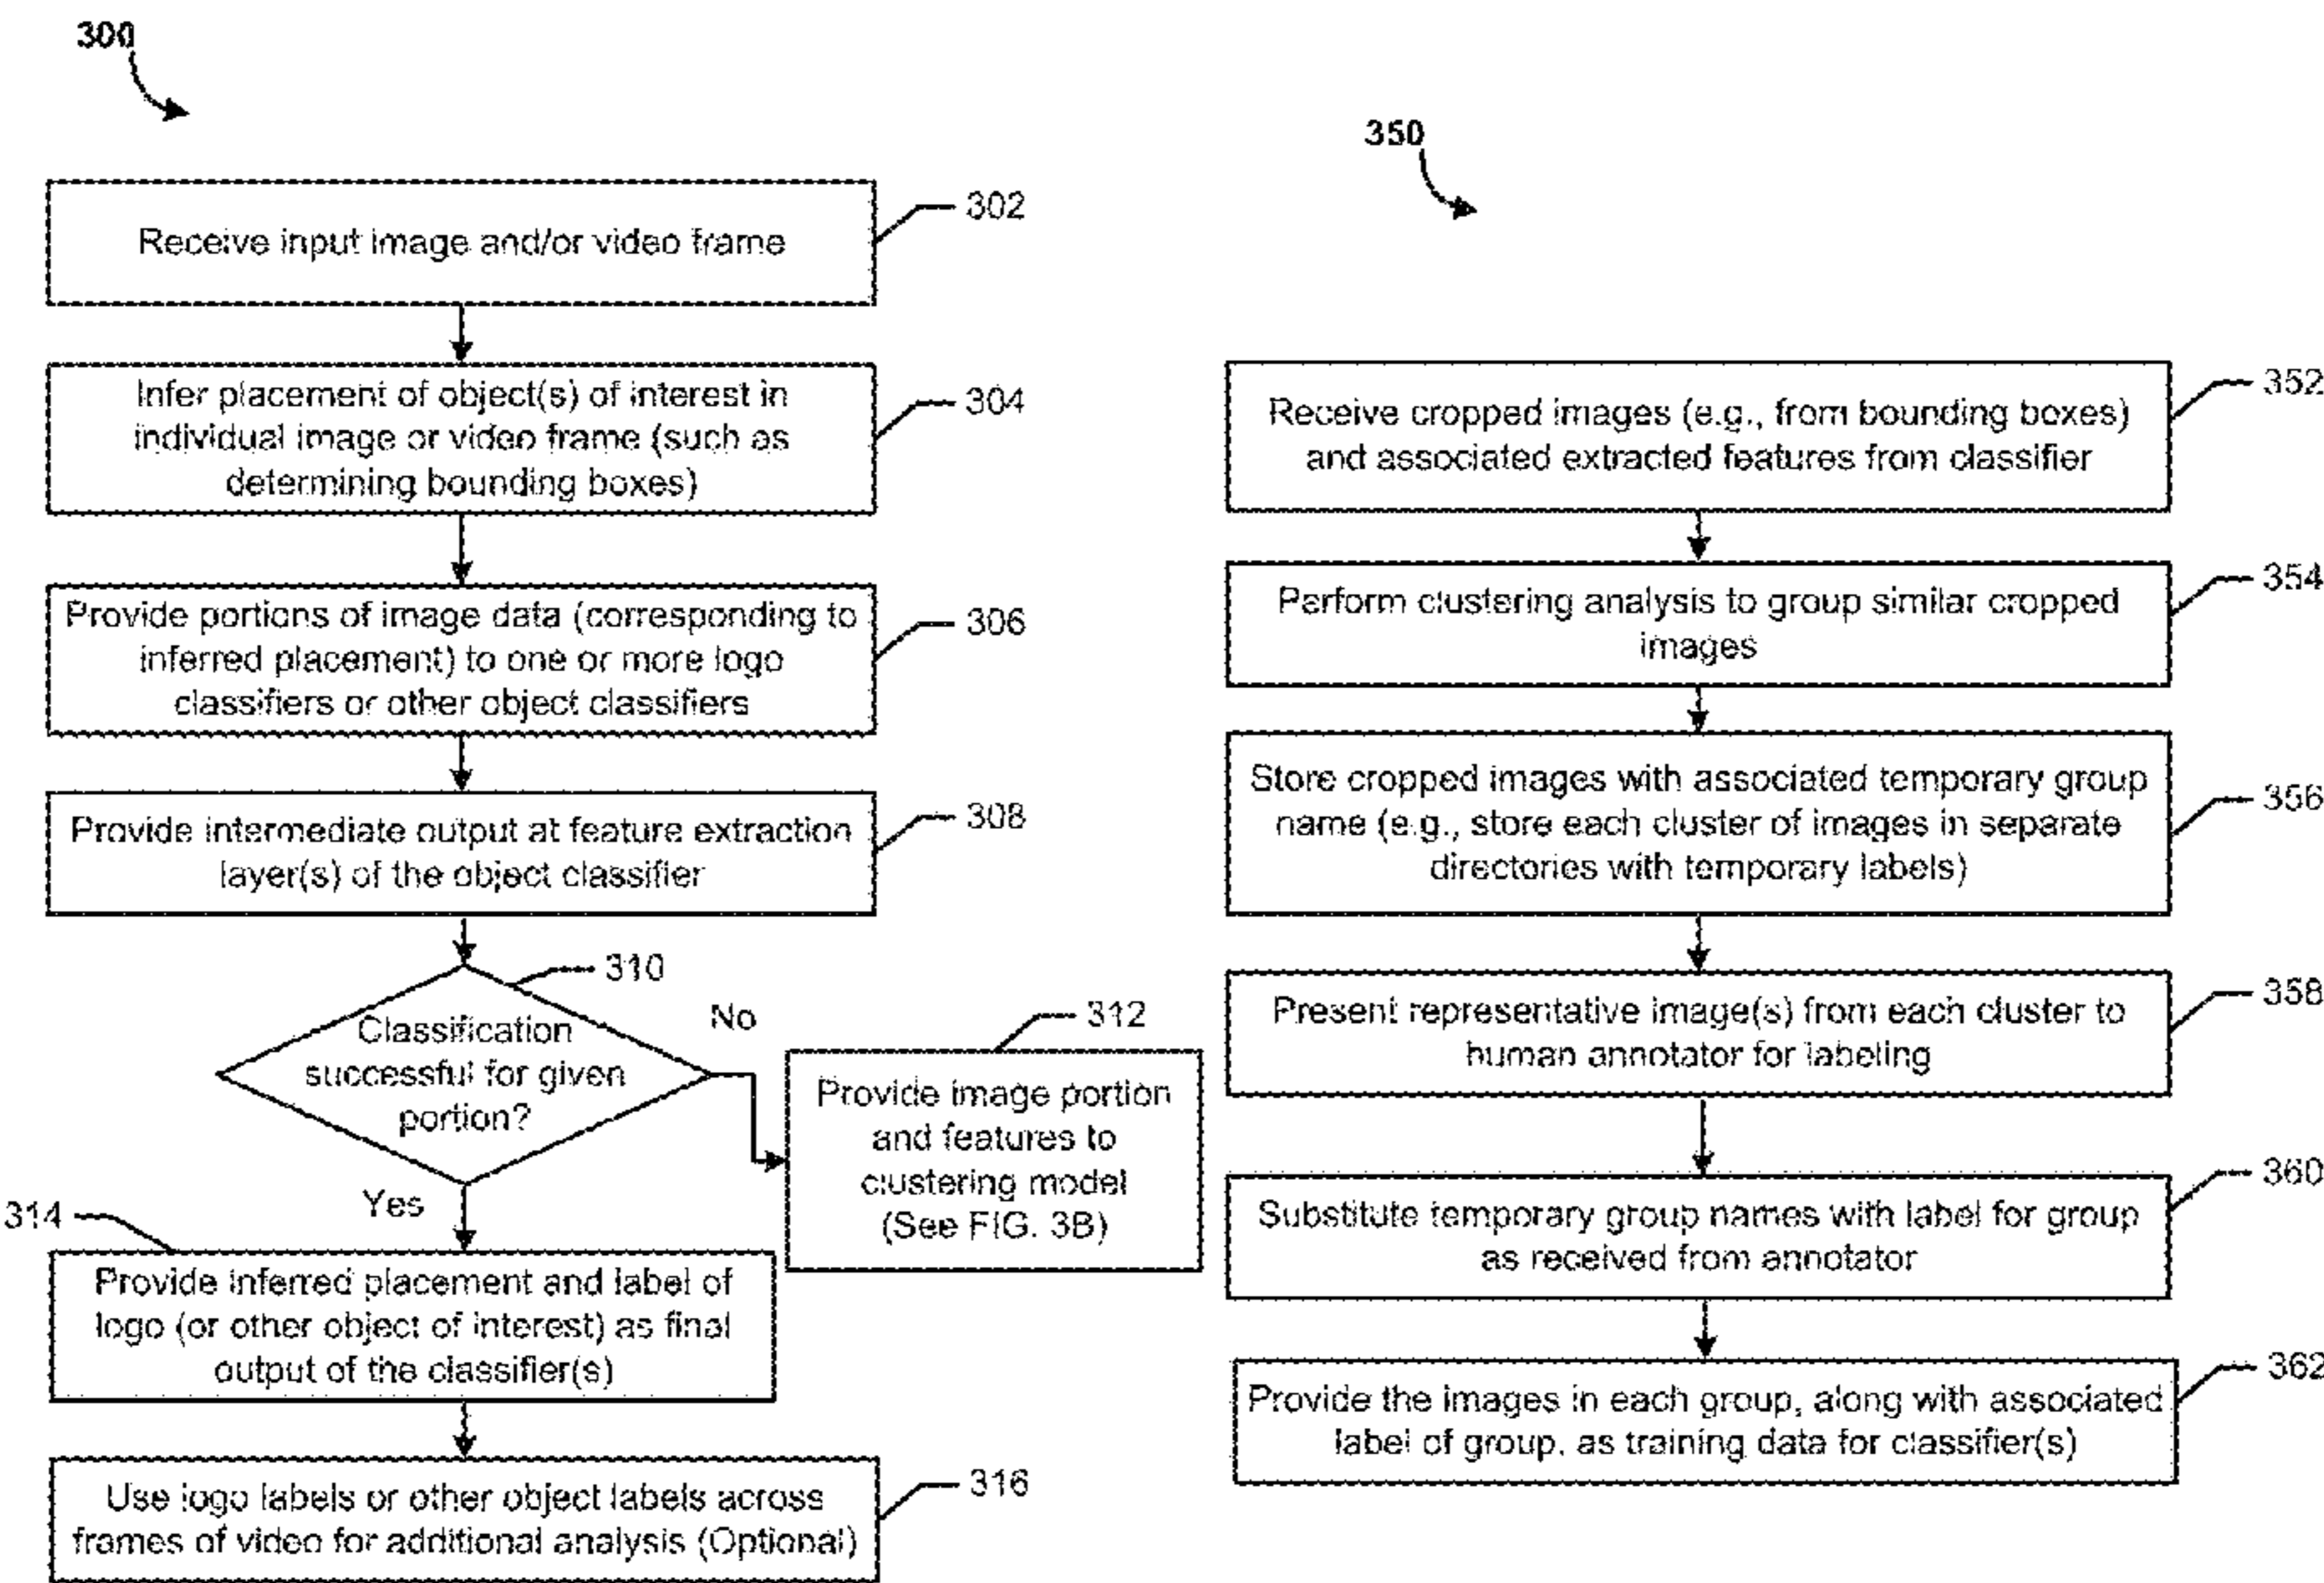 300
Receive input image and/or video frame
302
Infer placement of object(s) of interest in
individual image or video frame (such as
determining bounding boxes)
304
Provide portions of image data (corresponding to
inferred placement) to one or more logo
classifiers or other object classifiers
306
Provide intermediate output at feature extraction
layer(s) of the object classifier
308
310
Classification
successful for given
portion?
No
312
Provide image portion
and features to
clustering model
(See FIG. 3B)
Yes
314
Provide inferred placement and label of
logo (or other object of interest) as final
output of the classifier(s)
Use logo labels or other object labels across
frames of video for additional analysis (Optional)
316
350
Receive cropped images (e.g., from bounding boxes)
and associated extracted features from classifier
352
Perform clustering analysis to group similar cropped
images
354
Store cropped images with associated temporary group
name (e.g., store each cluster of images in separate
directories with temporary labels)
356
Present representative image(s) from each cluster to
human annotator for labeling
358
Substitute temporary group names with label for group
as received from annotator
360
Provide the images in each group, along with associated
label of group, as training data for classifier(s)
362